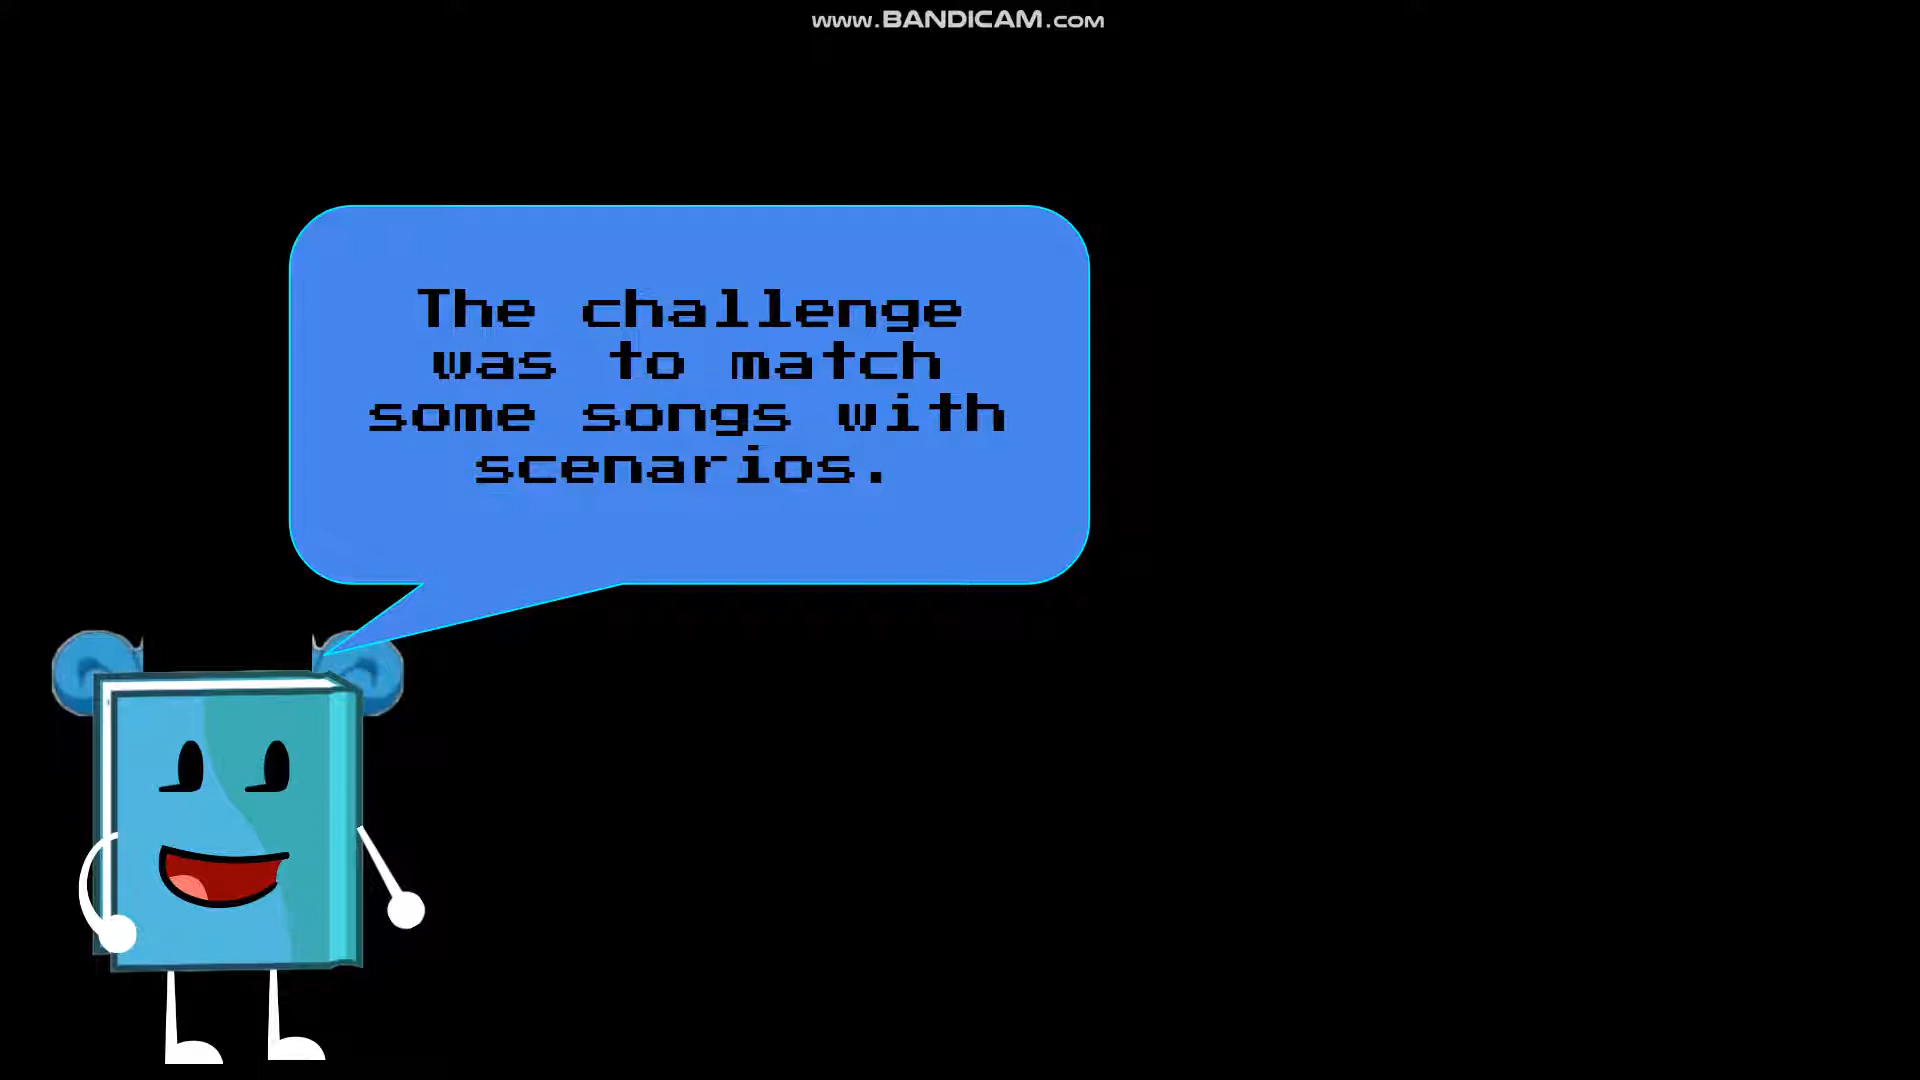 www.BANDICAM.com
The challenge
was to match
some songs with
scenarios.